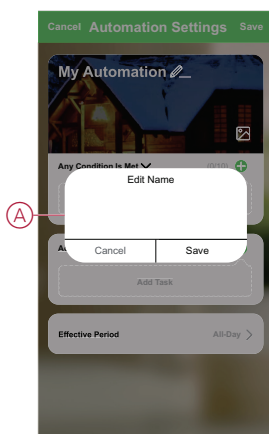 Cancel Automation Settings Save
My Automation
Any Condition Is Met (0/10)
Edit Name
A
Cancel Save
Add Task
Effective Period All-Day